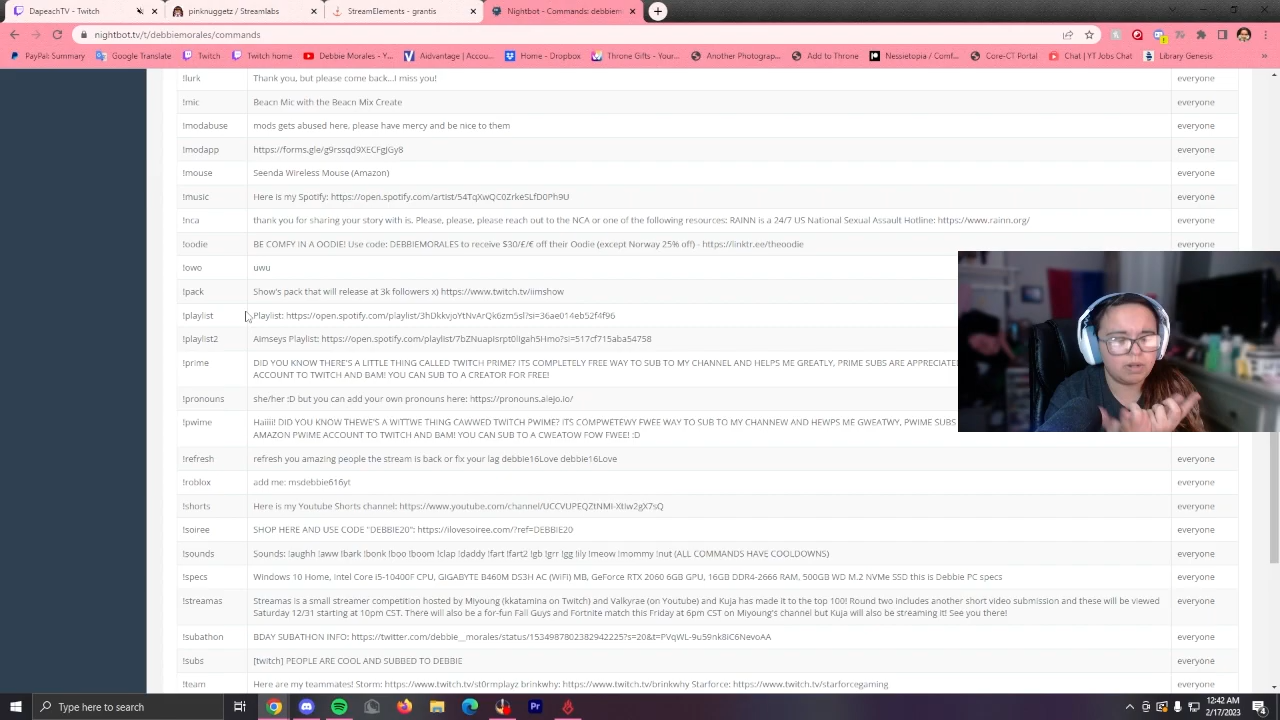 DapeachTV - Twitch
pinknuggetz / Streamlabs
StreamElements - gratis
Nightbot: Commands: debbiem
nightbot.tv/t/debbiemorales/commands
PayPal Summary
Google Translate
Twitch
Twitch home
Debbie Morales - Y...
Aidvantage | Accou...
Home - Dropbox
Throne Gifts - Your...
Another Photograp...
Add to Throne
Nessietopia / Condu...
Core-CT Portal
Chat | YT Jobs Chat
Library Genesis
!lurk Thank you, but please come back...I miss you! everyone
!mic Beacn Mic with the Beacn Mix Create everyone
!modabuse mods gets abused here, please have mercy and be nice to them everyone
!modapp https://forms.gle/g9rssqd9XECFgJGy8 everyone
!mouse Seenda Wireless Mouse (Amazon) everyone
!music Here is my Spotify: https://open.spotify.com/artist/54TqXwQC0ZrkeSLfD0Ph9U everyone
!nca thank you for sharing your story with is. Please, please, please reach out to the NCA or one of the following resources: RAINN is a 24/7 US National Sexual Assault Hotline: https://www.rainn.org/ everyone
!oodie BE COMFY IN A OODIE! Use code: DEBBIEMORALES to receive $30/£/€ off their Oodie (except Norway 25% off) - https://linktr.ee/theoodie everyone
!owo uwu
!pack Show's pack that will release at 3k followers x) https://www.twitch.tv/iimshow
!playlist Playlist: https://open.spotify.com/playlist/3hDkkvjoYtNvArQk6zm5sl?si=36ae014eb52f4f96
!playlist2 Aimseys Playlist: https://open.spotify.com/playlist/7bZNuapisrpt0lIgah5Hmo?si=517cf715aba54758
!prime DID YOU KNOW THERE'S A LITTLE THING CALLED TWITCH PRIME? ITS COMPLETELY FREE WAY TO SUB TO MY CHANNEL AND HELPS ME GREATLY, PRIME SUBS ARE APPRECIATE
ACCOUNT TO TWITCH AND BAM! YOU CAN SUB TO A CREATOR FOR FREE!
!pronouns she/her :D but you can add your own pronouns here: https://pronouns.alejo.io/
!pwime Haiiii! DID YOU KNOW THEWE'S A WITTWE THING CAWWED TWITCH PWIME? ITS COMPWETEWY FWEE WAY TO SUB TO MY CHANNEW AND HEWPS ME GWEATWY, PWIME SUBS
AMAZON PWIME ACCOUNT TO TWITCH AND BAM! YOU CAN SUB TO A CWEATOW FOW FWEE! :D
!refresh refresh you amazing people the stream is back or fix your lag debbie16Love debbie16Love everyone
!roblox add me: msdebbie616yt everyone
!shorts Here is my Youtube Shorts channel: https://www.youtube.com/channel/UCCVUPEQZtNMI-Xtiw2gX7sQ everyone
!soiree SHOP HERE AND USE CODE "DEBBIE20": https://ilovesoiree.com/?ref=DEBBIE20 everyone
!sounds Sounds: !aughh !aww !bark !bonk !boo !boom !clap !daddy !fart !fart2 !gb !grr !gg !ily !meow !mommy !nut (ALL COMMANDS HAVE COOLDOWNS) everyone
!specs Windows 10 Home, Intel Core i5-10400F CPU, GIGABYTE B460M DS3H AC (WiFi) MB, GeForce RTX 2060 6GB GPU, 16GB DDR4-2666 RAM. 500GB WD M.2 NVMe SSD this is Debbie PC specs everyone
!streamas Streamas is a small streamer competition hosted by Miyoung (kkatamina on Twitch) and Valkyrae (on Youtube) and Kuja has made it to the top 100! Round two includes another short video submission and these will be viewed everyone
Saturday 12/31 starting at 10pm CST. There will also be a for-fun Fall Guys and Fortnite match this Friday at 6pm CST on Miyoung's channel but Kuja will also be streaming it! See you there!
!subathon BDAY SUBATHON INFO: https://twitter.com/debbie__morales/status/1534987802382942225?s=20&t=PVqWL-9u59nk8IC6NevoAA everyone
!subs [twitch] PEOPLE ARE COOL AND SUBBED TO DEBBIE everyone
!team Here are my teammates! Storm: https://www.twitch.tv/st0rmplayz brinkwhy: https://www.twitch.tv/brinkwhy Starforce: https://www.twitch.tv/starforcegaming everyone
Type here to search
12:42 AM
2/17/2023